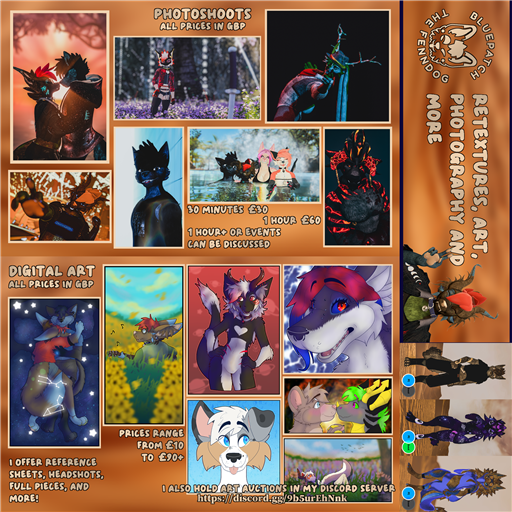 PHOTOSHOOTS
ALL PRICES IN GBP
30 MINUTES £30
1 HOUR £60
1 HOUR+ OR EVENTS
CAN BE DISCUSSED
DIGITAL ART
ALL PRICES IN GBP
PRICES RANGE
FROM £10
TO £90+
I OFFER REFERENCE
SHEETS, HEADSHOTS,
FULL PIECES, AND
MORE!
I ALSO HOLD ART AUCTIONS IN MY DISCORD SERVER
https://discord.gg/9b5urEhNnk
BLUEPATCH
THE FENNDOG
RETEXTURES, ART,
PHOTOGRAPHY AND
MORE